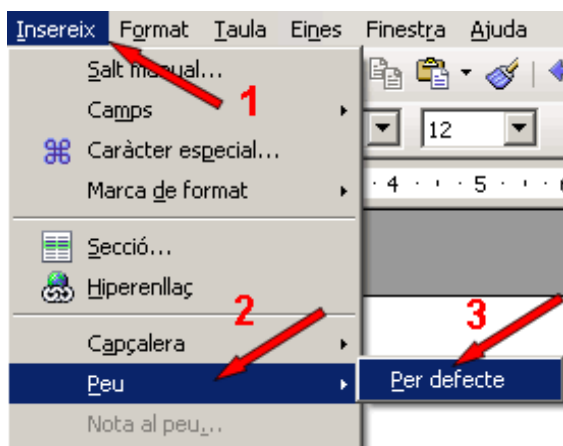 Insereix Format Taula Eines Finestra Ajuda
Salt manual...
1
Camps
12
Caràcter especial...
Marca de format
4 5
Secció...
Hiperenllaç
2
3
Capçalera
Peu
Per defecte
Nota al peu...